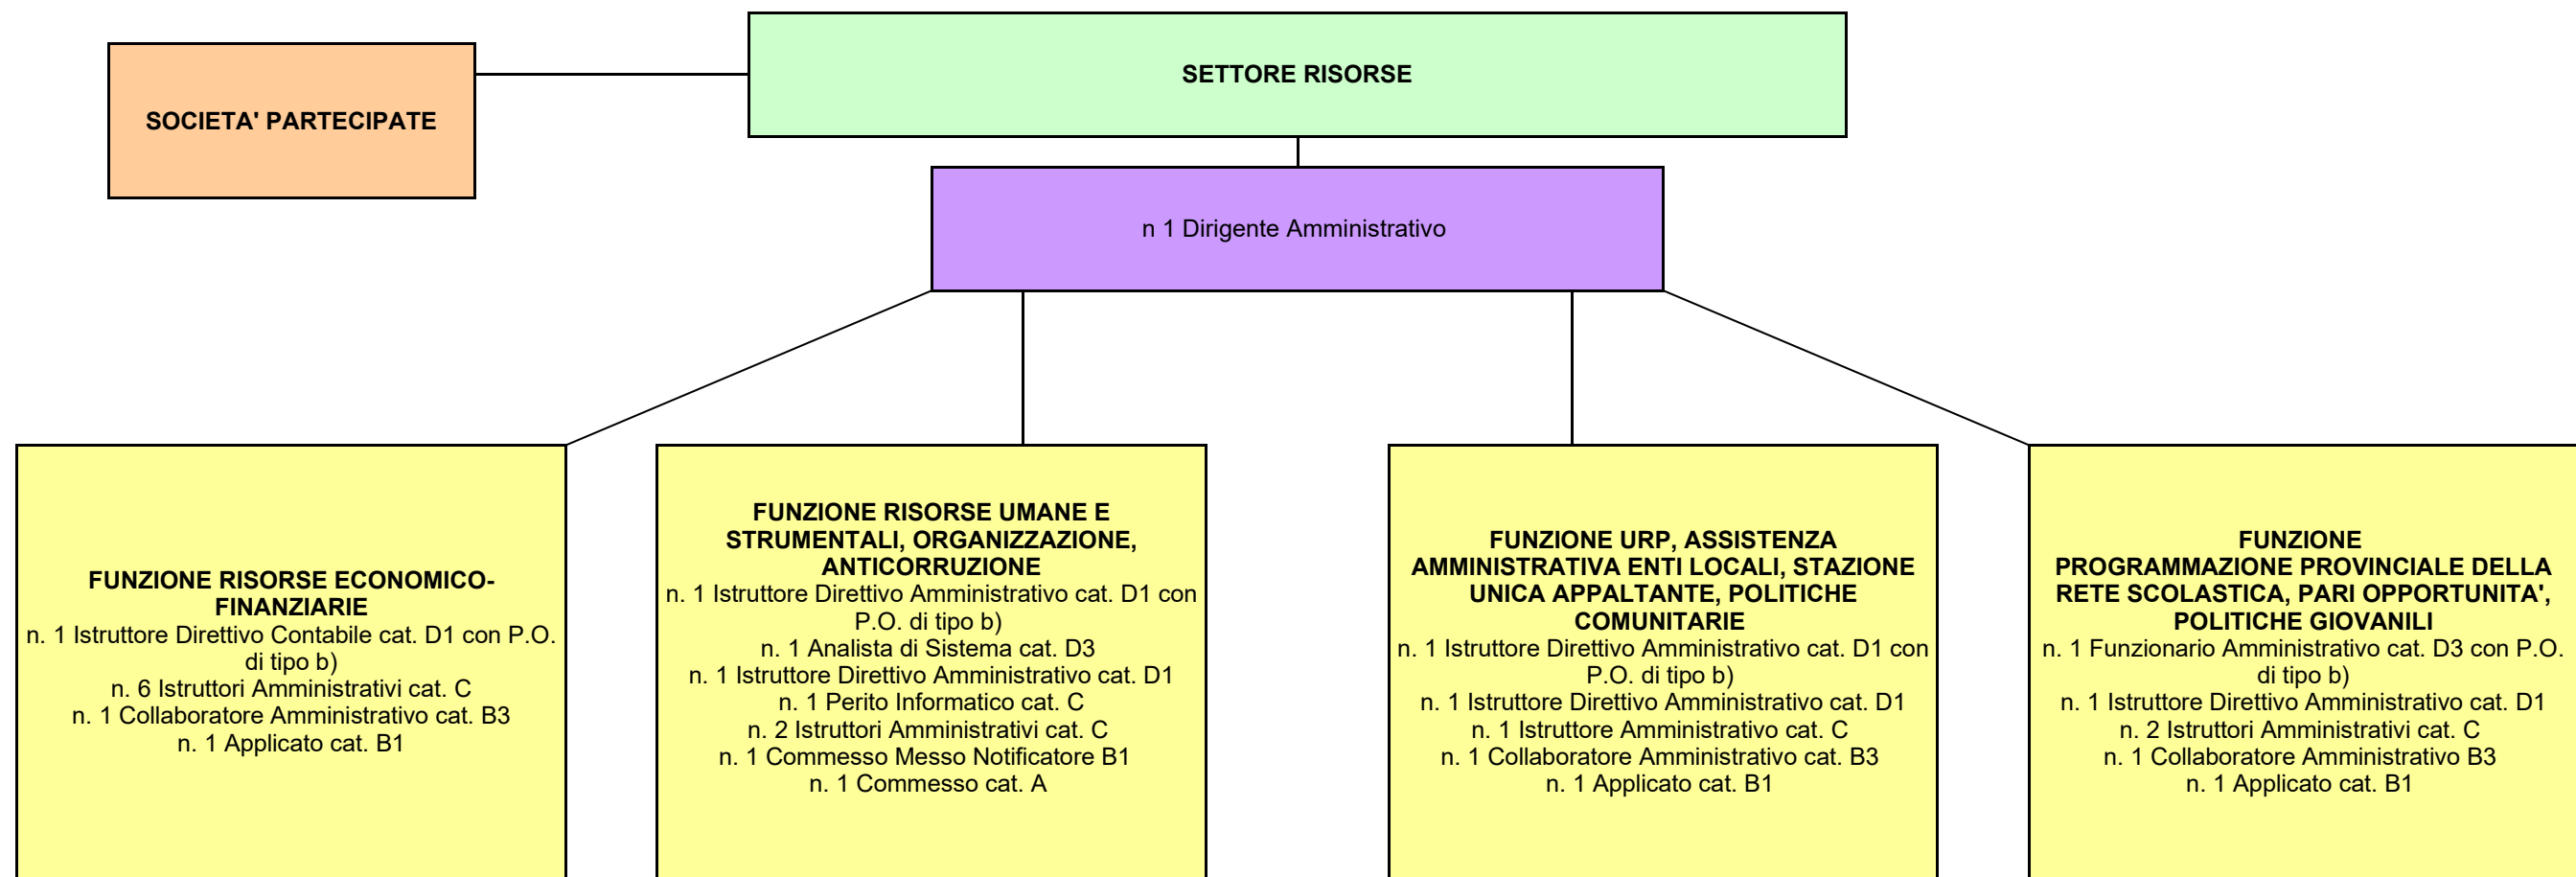 SETTORE RISORSE
SOCIETA' PARTECIPATE
n 1 Dirigente Amministrativo
FUNZIONE RISORSE ECONOMICO-
FINANZIARIE
n. 1 Istruttore Direttivo Contabile cat. D1 con P.O.
di tipo b)
n. 6 Istruttori Amministrativi cat. C
n. 1 Collaboratore Amministrativo cat. B3
n. 1 Applicato cat. B1
FUNZIONE RISORSE UMANE E
STRUMENTALI, ORGANIZZAZIONE,
ANTICORRUZIONE
n. 1 Istruttore Direttivo Amministrativo cat. D1 con
P.O. di tipo b)
n. 1 Analista di Sistema cat. D3
n. 1 Istruttore Direttivo Amministrativo cat. D1
n. 1 Perito Informatico cat. C
n. 2 Istruttori Amministrativi cat. C
n. 1 Commesso Messo Notificatore B1
n. 1 Commesso cat. A
FUNZIONE URP, ASSISTENZA
AMMINISTRATIVA ENTI LOCALI, STAZIONE
UNICA APPALTANTE, POLITICHE
COMUNITARIE
n. 1 Istruttore Direttivo Amministrativo cat. D1 con
P.O. di tipo b)
n. 1 Istruttore Direttivo Amministrativo cat. D1
n. 1 Istruttore Amministrativo cat. C
n. 1 Collaboratore Amministrativo cat. B3
n. 1 Applicato cat. B1
FUNZIONE
PROGRAMMAZIONE PROVINCIALE DELLA
RETE SCOLASTICA, PARI OPPORTUNITA',
POLITICHE GIOVANILI
n. 1 Funzionario Amministrativo cat. D3 con P.O.
di tipo b)
n. 1 Istruttore Direttivo Amministrativo cat. D1
n. 2 Istruttori Amministrativi cat. C
n. 1 Collaboratore Amministrativo B3
n. 1 Applicato cat. B1